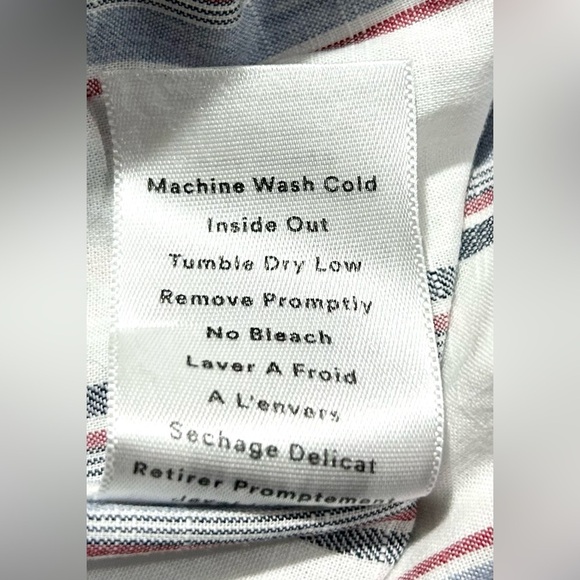 Machine Wash Cold
Inside Out
Tumble Dry Low
Remove Promptly
No Bleach
Laver A Froid
A L'envers
Sechage Delicat
Retirer Promptement